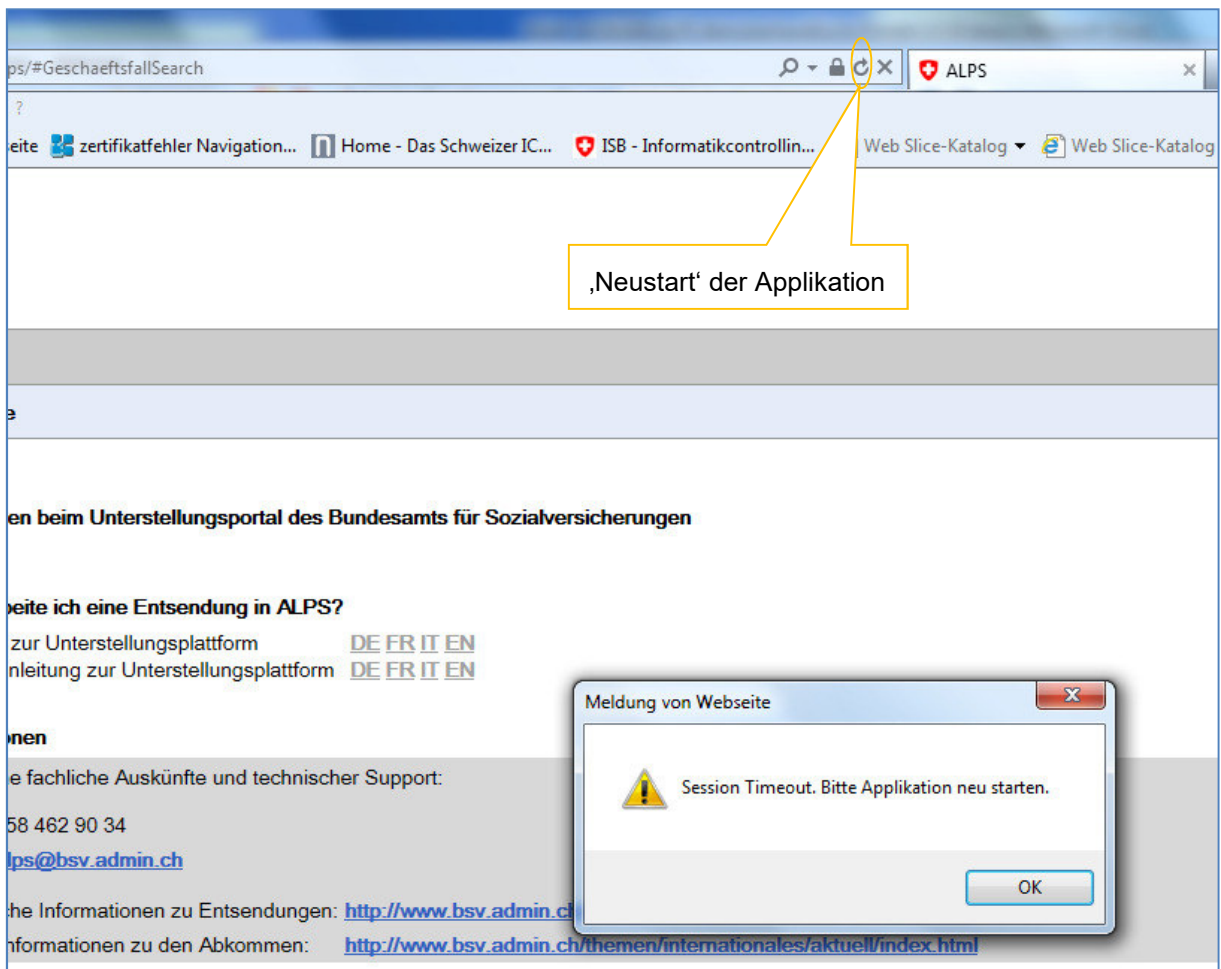 ps/#GeschaeftsfallSearch
ALPS
?
seite zertifikatfehler Navigation... Home - Das Schweizer IC... ISB - Informatikcontrollin... Web Slice-Katalog Web Slice-Katalog
‚Neustart‘ der Applikation
e
en beim Unterstellungsportal des Bundesamts für Sozialversicherungen
beite ich eine Entsendung in ALPS?
zur Unterstellungsplattform DE FR IT EN
nleitung zur Unterstellungsplattform DE FR IT EN
onen
Meldung von Webseite
e fachliche Auskünfte und technischer Support:
Session Timeout. Bitte Applikation neu starten.
58 462 90 34
lps@bsv.admin.ch
OK
che Informationen zu Entsendungen: http://www.bsv.admin.ch
nformationen zu den Abkommen: http://www.bsv.admin.ch/themen/internationales/aktuell/index.html